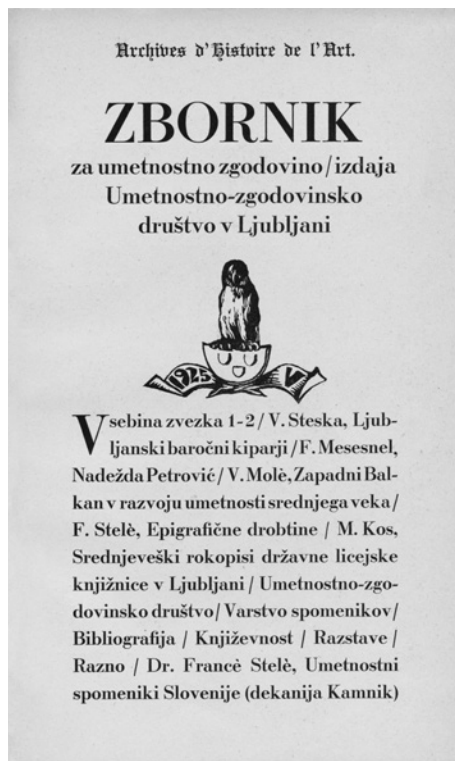 Archives d'Histoire de l'Art.
ZBORNIK
za umetnostno zgodovino/izdaja
Umetnostno-zgodovinsko
društvo v Ljubljani
1925 V
Vsebina zvezka 1-2/ V. Steska, Ljub-
ljanski baročni kiparji /F. Mesesnel,
Nadežda Petrović/ V. Molè, Zapadni Bal-
kan v razvoju umetnosti srednjega veka/
F. Stelè, Epigrafične drobtine / M. Kos,
Srednjeveški rokopisi državne licejske
knjižnice v Ljubljani/ Umetnostno-zgo-
dovinsko društvo/ Varstvo spomenikov/
Bibliografija / Književnost / Razstave /
Razno / Dr. Francè Stelè, Umetnostni
spomeniki Slovenije (dekanija Kamnik)